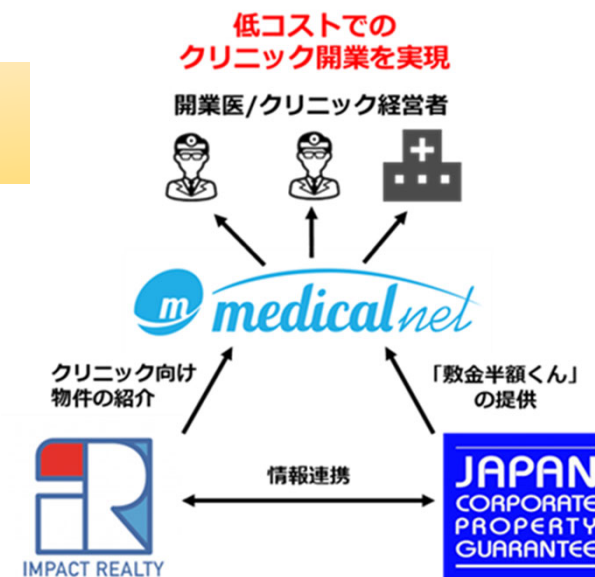 低コストでの
クリニック開業を実現
開業医/クリニック経営者
m medicalnet
クリニック向け
物件の紹介
「敷金半額くん」
の提供
情報連携
iR
IMPACT REALTY
JAPAN
CORPORATE
PROPERTY
GUARANTEE